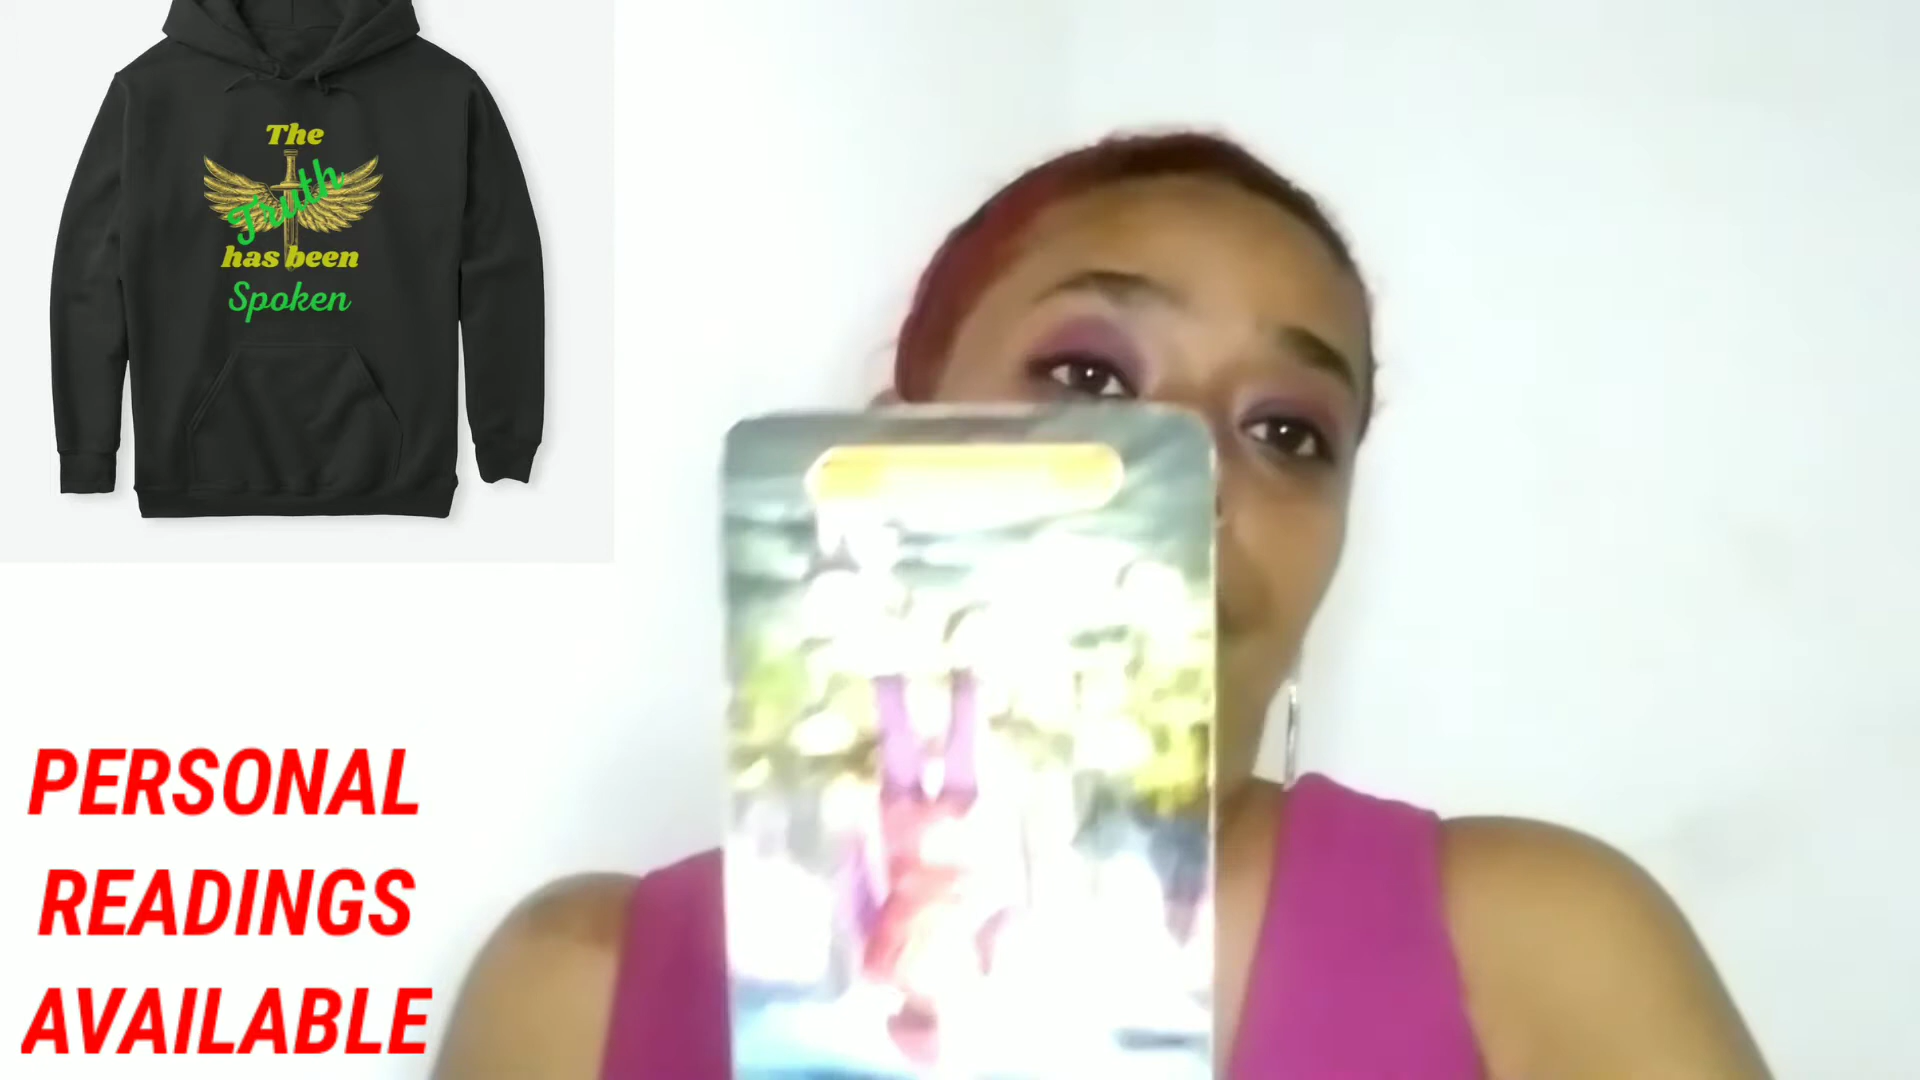 The
Truth
has been
Spoken
PERSONAL
READINGS
AVAILABLE